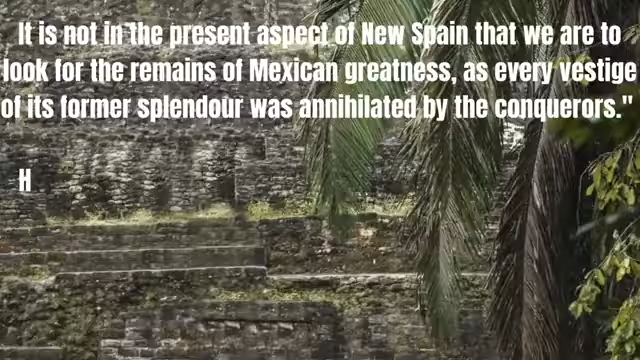 It is not in the present aspect of New Spain that we are to
look for the remains of Mexican greatness, as every vestige
of its former splendour was annihilated by the conquerors."
H